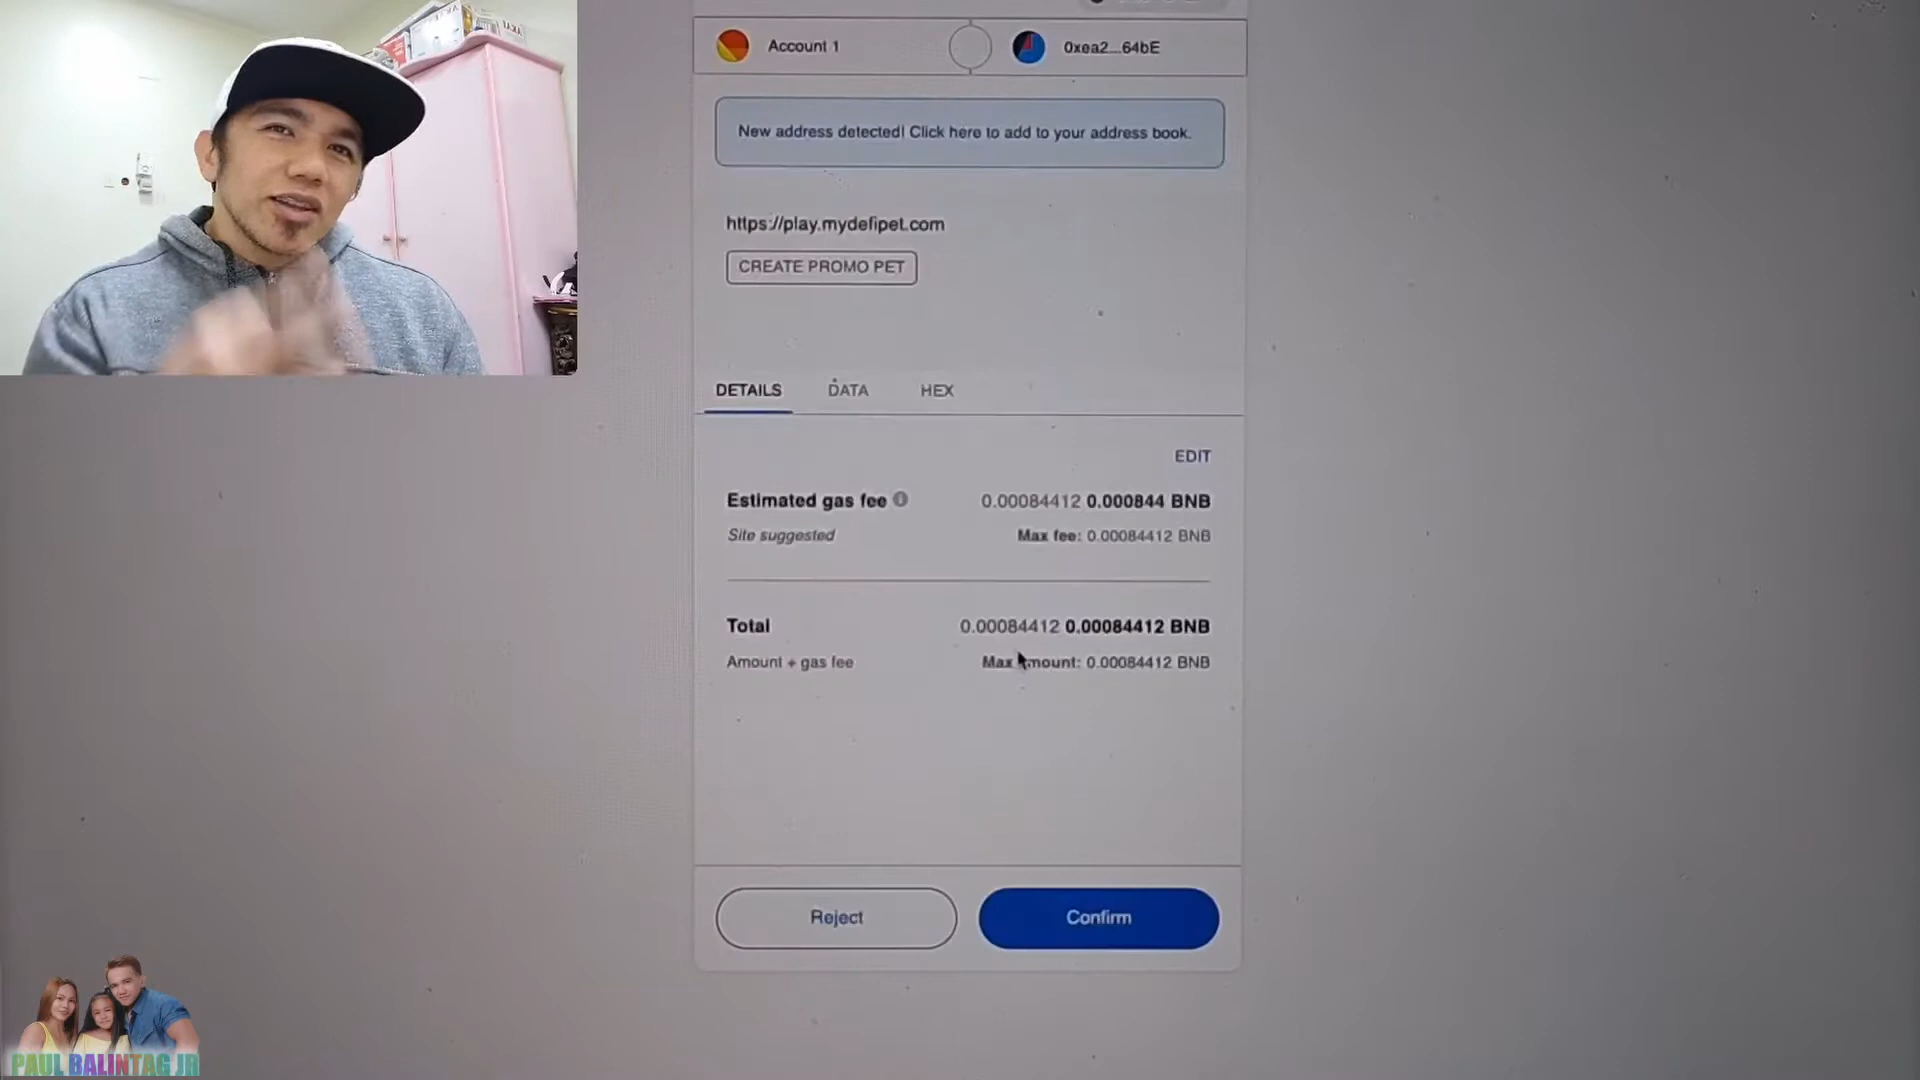 Account 1
0xea2...64bE
New address detected! Click here to add to your address book.
https://play.mydefipet.com
CREATE PROMO PET
DETAILS DATA HEX
EDIT
Estimated gas fee 0.00084412 0.000844 BNB
Site suggested Max fee: 0.00084412 BNB
Total 0.00084412 0.00084412 BNB
Amount + gas fee Max amount: 0.00084412 BNB
Reject Confirm
PAUL BALINTAG JR